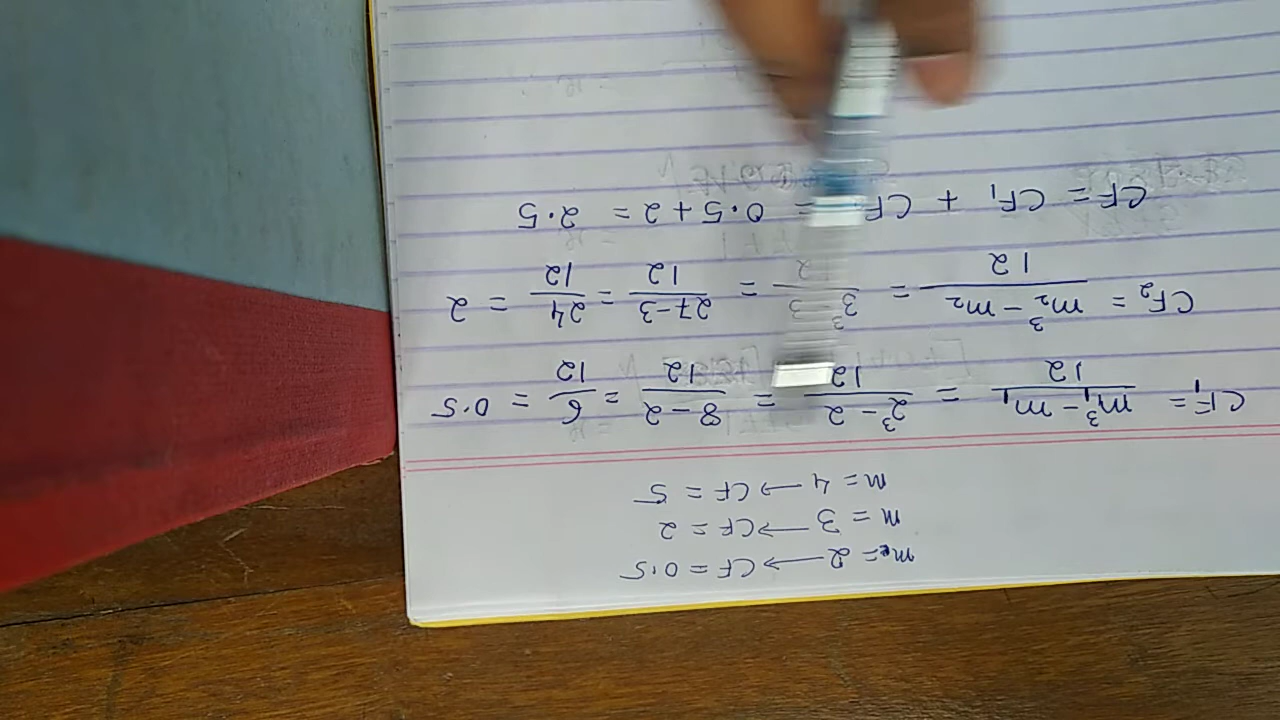 m = 2 → CF = 0.5
m = 3 → CF = 2
m = 4 → CF = 5
CF₁ = (m₁³ - m₁)/12 = (2³ - 2)/12 = (8 - 2)/12 = 6/12 = 0.5
CF₂ = (m₂³ - m₂)/12 = (3³ 3)/12 = (27 - 3)/12 = 24/12 = 2
CF = CF₁ + CF = 0.5 + 2 = 2.5